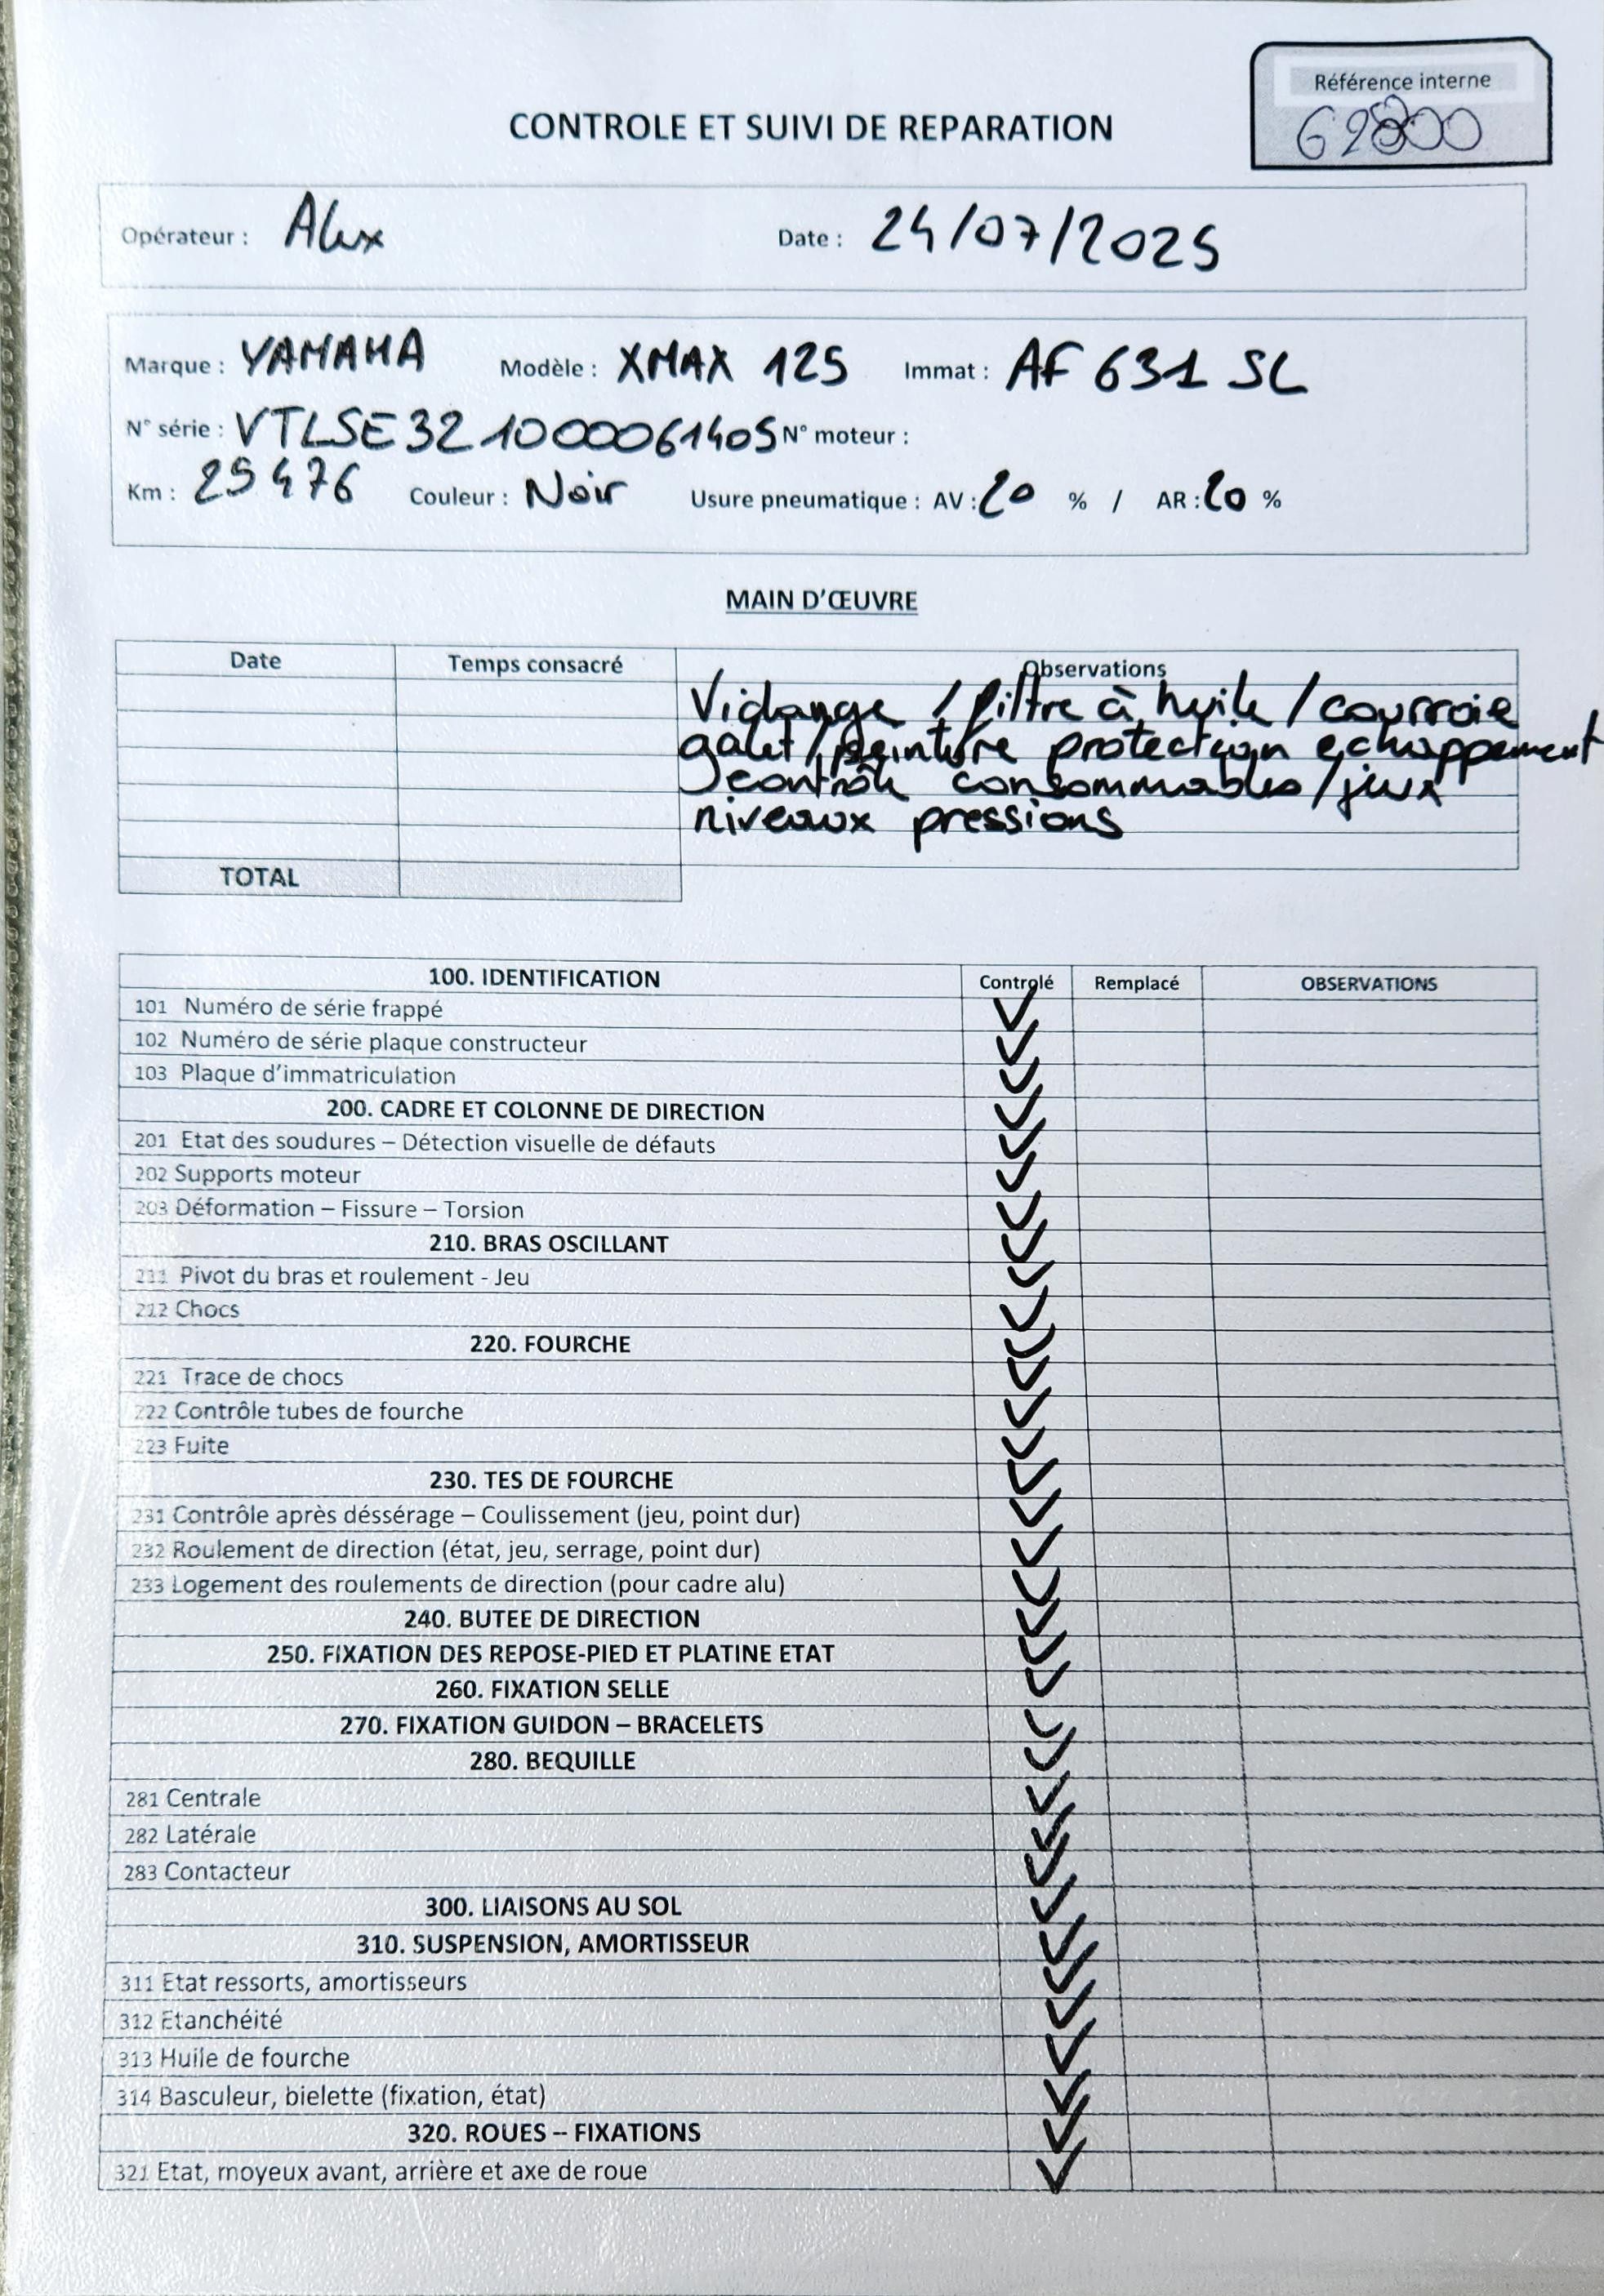 Référence interne
CONTROLE ET SUIVI DE REPARATION
Opérateur : Alex Date : 24/07/2025
Marque : YAMAHA Modèle : XMAX 125 Immat : AF 631 SL
N° série : VTLSE321000061405 N° moteur :
Km : 25476 Couleur : Noir Usure pneumatique : AV : 20 % / AR : 20 %
MAIN D'ŒUVRE
Date Temps consacré Observations
Vidange / filtre à huile / courroie
galet / peinture protection echappement
contrôle consommables / jeux
niveaux pressions
TOTAL
100. IDENTIFICATION Contrôlé Remplacé OBSERVATIONS
101 Numéro de série frappé
102 Numéro de série plaque constructeur
103 Plaque d'immatriculation
200. CADRE ET COLONNE DE DIRECTION
201 Etat des soudures – Détection visuelle de défauts
202 Supports moteur
203 Déformation – Fissure – Torsion
210. BRAS OSCILLANT
211 Pivot du bras et roulement - Jeu
212 Chocs
220. FOURCHE
221 Trace de chocs
222 Contrôle tubes de fourche
223 Fuite
230. TES DE FOURCHE
231 Contrôle après déssérage – Coulissement (jeu, point dur)
232 Roulement de direction (état, jeu, serrage, point dur)
233 Logement des roulements de direction (pour cadre alu)
240. BUTEE DE DIRECTION
250. FIXATION DES REPOSE-PIED ET PLATINE ETAT
260. FIXATION SELLE
270. FIXATION GUIDON – BRACELETS
280. BEQUILLE
281 Centrale
282 Latérale
283 Contacteur
300. LIAISONS AU SOL
310. SUSPENSION, AMORTISSEUR
311 Etat ressorts, amortisseurs
312 Etanchéité
313 Huile de fourche
314 Basculeur, bielette (fixation, état)
320. ROUES – FIXATIONS
321 Etat, moyeux avant, arrière et axe de roue